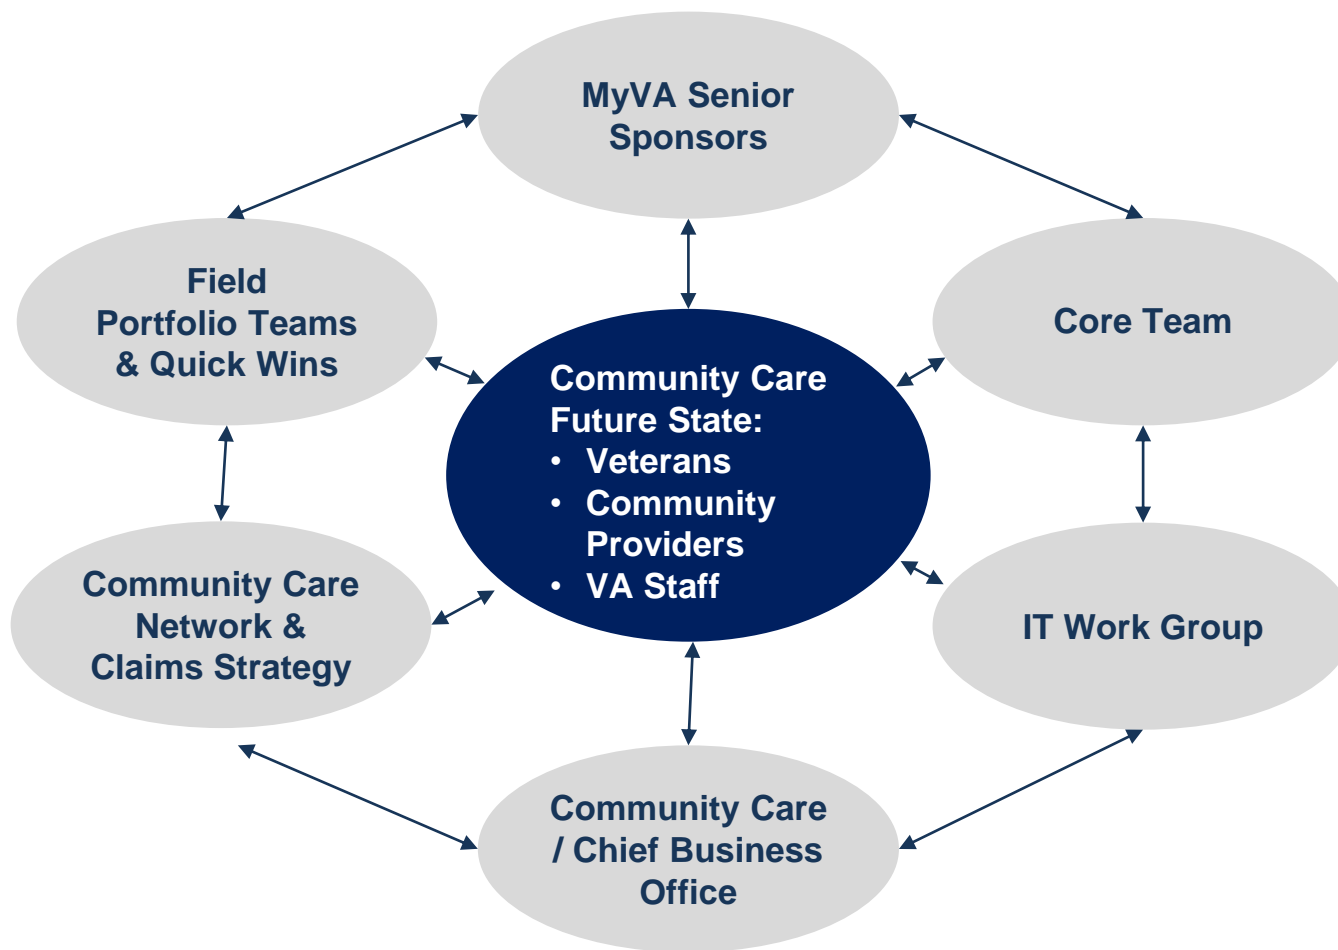 MyVA Senior
Sponsors
Field
Portfolio Teams
& Quick Wins
Core Team
Community Care
Future State:
• Veterans
• Community
Providers
• VA Staff
Community Care
Network &
Claims Strategy
IT Work Group
Community Care
/ Chief Business
Office